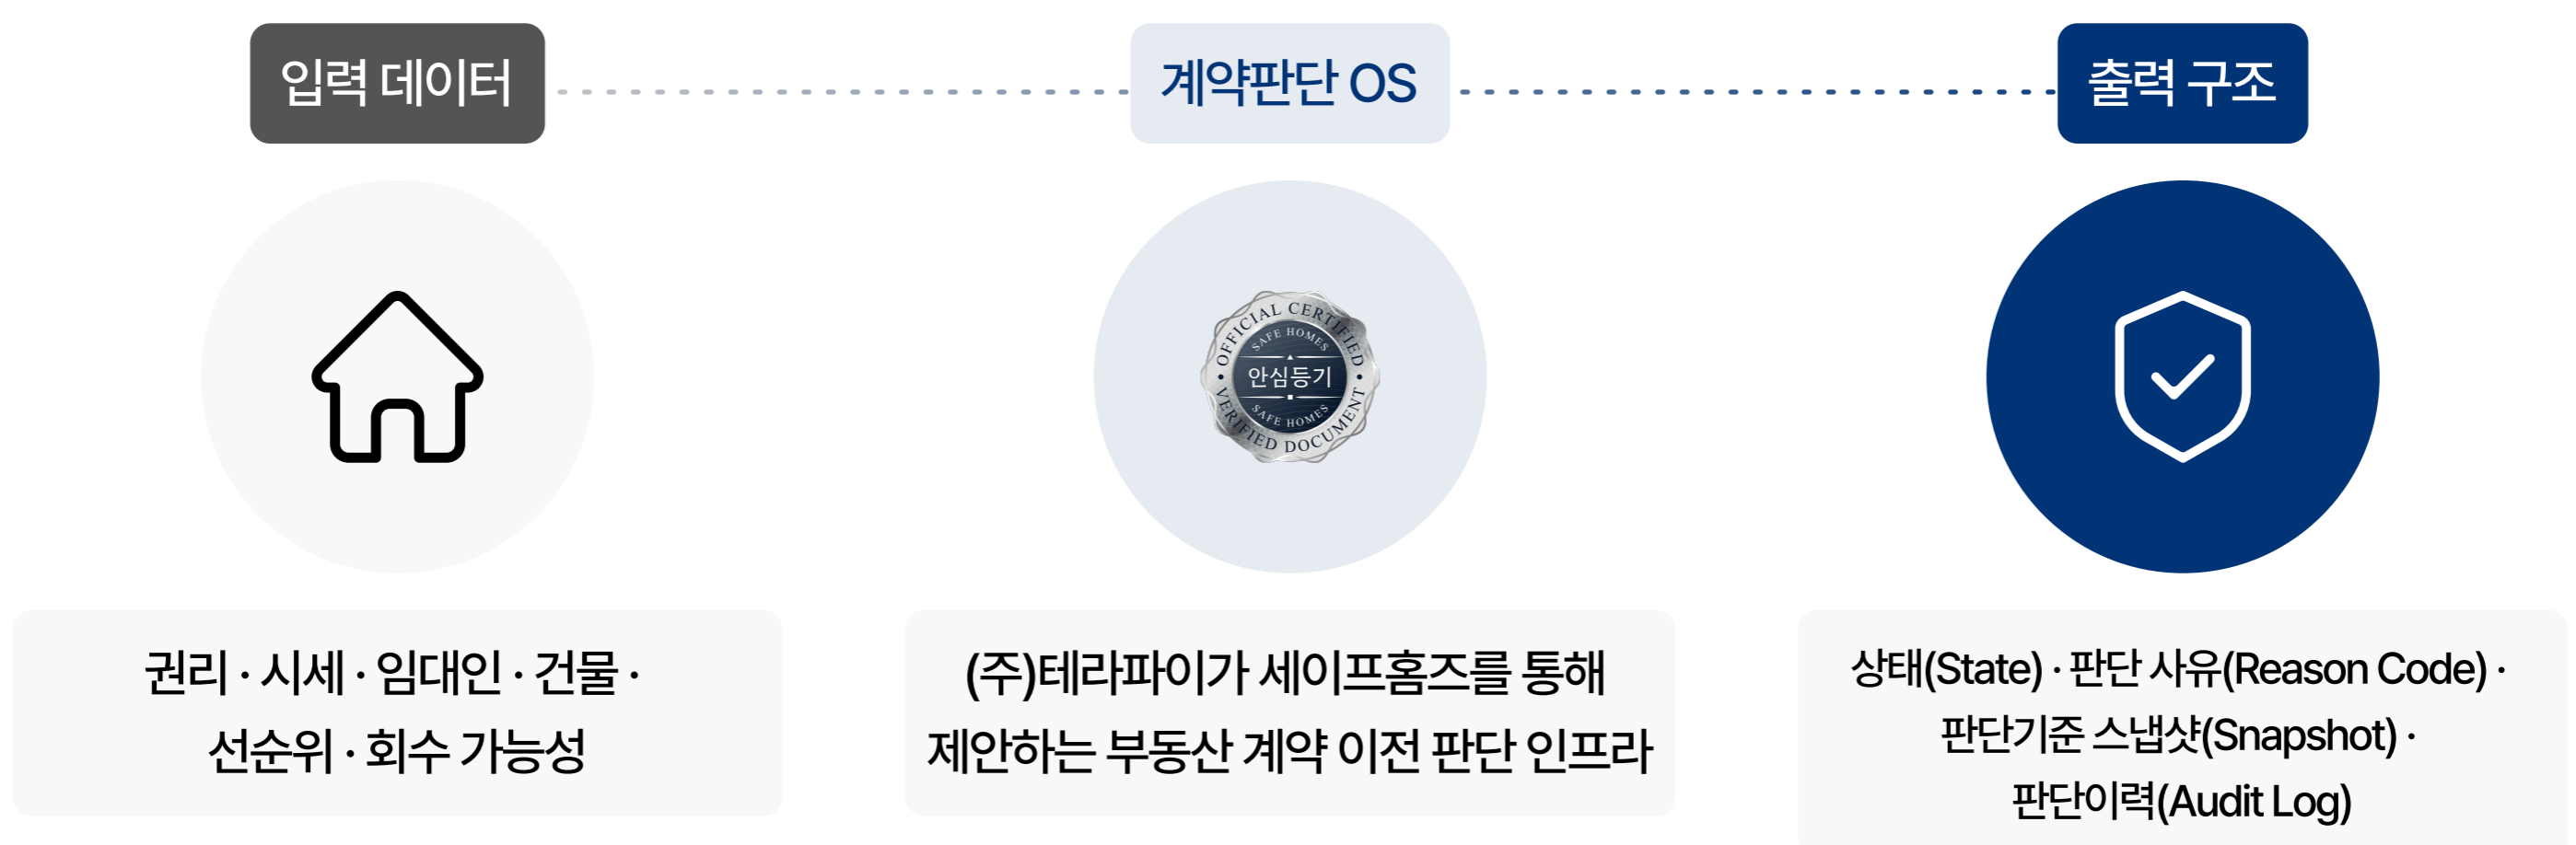 입력 데이터
계약판단 OS
출력 구조
OFFICIAL CERTIFIED
SAFE HOMES
안심등기
SAFE HOMES
VERIFIED DOCUMENT
권리 · 시세 · 임대인 · 건물 ·
선순위 · 회수 가능성
(주)테라파이가 세이프홈즈를 통해
제안하는 부동산 계약 이전 판단 인프라
상태(State) · 판단 사유(Reason Code) ·
판단기준 스냅샷(Snapshot) ·
판단이력(Audit Log)